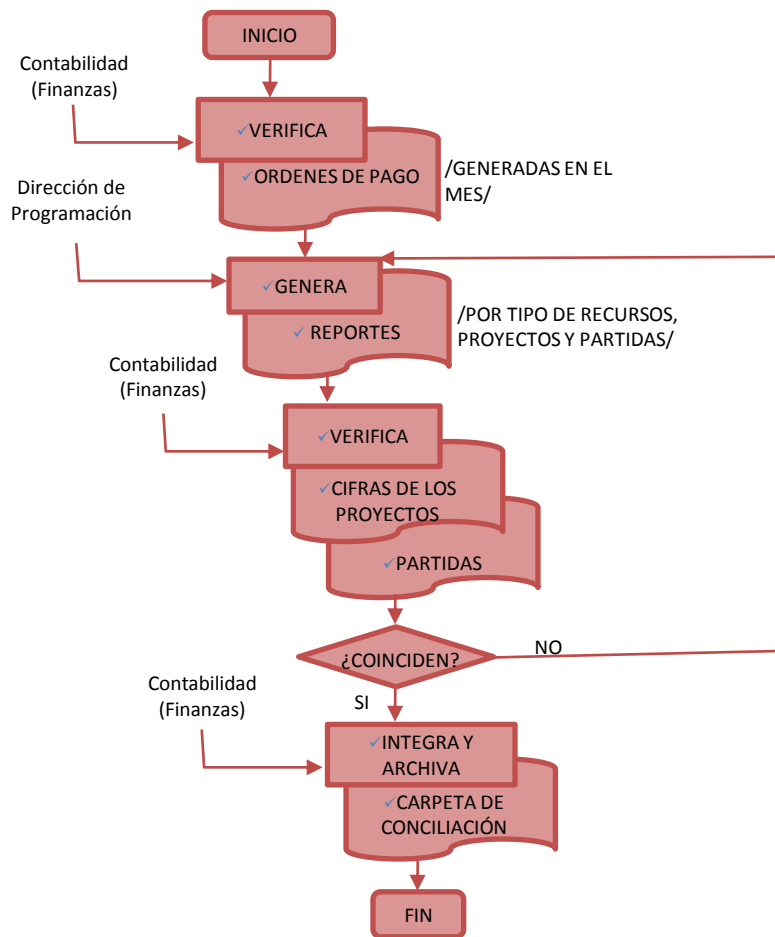 INICIO
Contabilidad
(Finanzas)
✓VERIFICA
✓ORDENES DE PAGO
/GENERADAS EN EL
MES/
Dirección de
Programación
✓GENERA
✓ REPORTES
/POR TIPO DE RECURSOS,
PROYECTOS Y PARTIDAS/
Contabilidad
(Finanzas)
✓VERIFICA
✓CIFRAS DE LOS
PROYECTOS
✓PARTIDAS
¿COINCIDEN?
NO
Contabilidad
(Finanzas)
SI
✓INTEGRA Y
ARCHIVA
✓CARPETA DE
CONCILIACIÓN
FIN